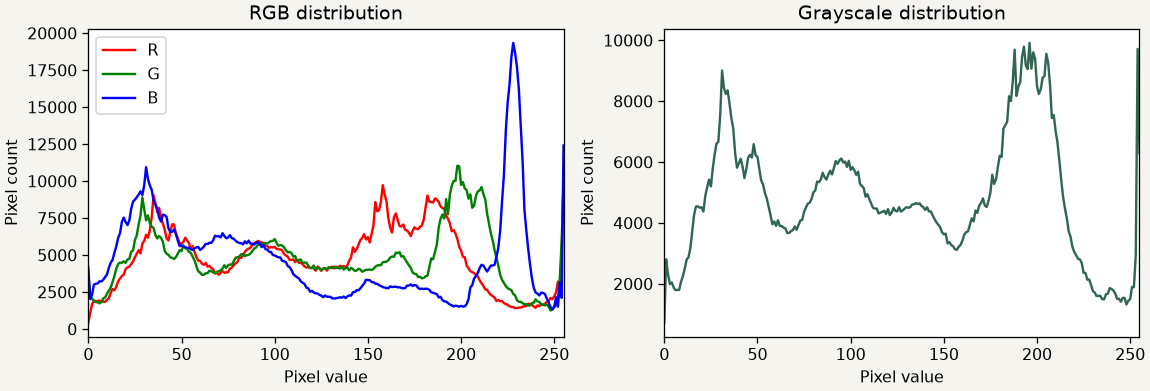 RGB distribution
20000
17500
15000
12500
10000
7500
5000
2500
0
Pixel count
R
G
B
0 50 100 150 200 250
Pixel value
Grayscale distribution
10000
8000
6000
4000
2000
Pixel count
0 50 100 150 200 250
Pixel value